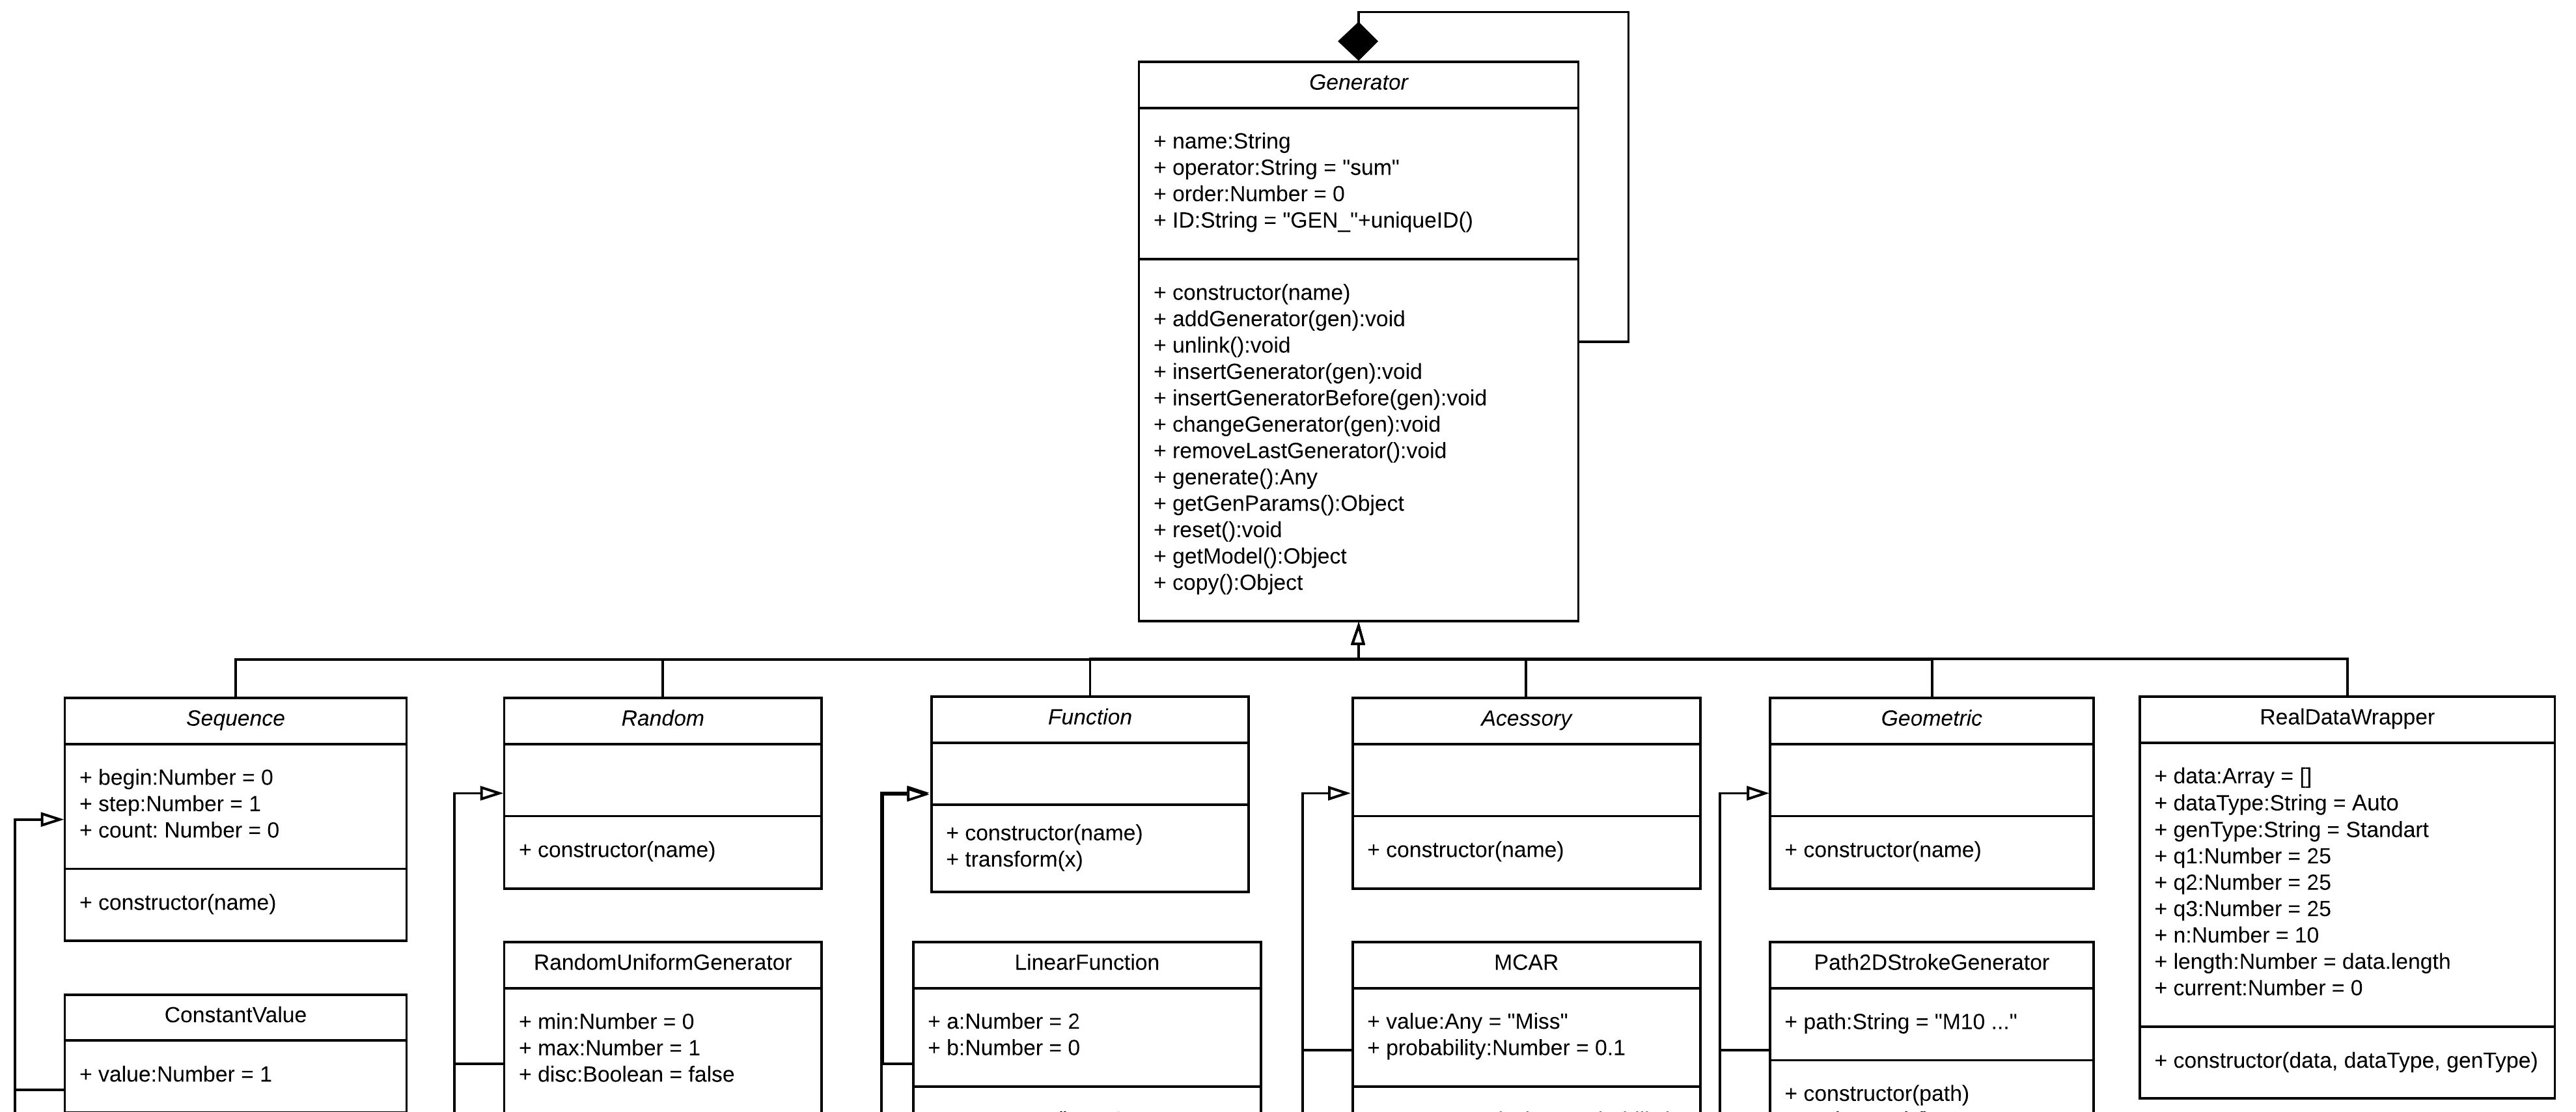 Generator
+ name:String
+ operator:String = "sum"
+ order:Number = 0
+ ID:String = "GEN_"+uniqueID()
+ constructor(name)
+ addGenerator(gen):void
+ unlink():void
+ insertGenerator(gen):void
+ insertGeneratorBefore(gen):void
+ changeGenerator(gen):void
+ removeLastGenerator():void
+ generate():Any
+ getGenParams():Object
+ reset():void
+ getModel():Object
+ copy():Object
Sequence
+ begin:Number = 0
+ step:Number = 1
+ count: Number = 0
+ constructor(name)
ConstantValue
+ value:Number = 1
Random
+ constructor(name)
RandomUniformGenerator
+ min:Number = 0
+ max:Number = 1
+ disc:Boolean = false
Function
+ constructor(name)
+ transform(x)
LinearFunction
+ a:Number = 2
+ b:Number = 0
Acessory
+ constructor(name)
MCAR
+ value:Any = "Miss"
+ probability:Number = 0.1
Geometric
+ constructor(name)
Path2DStrokeGenerator
+ path:String = "M10 ..."
+ constructor(path)
RealDataWrapper
+ data:Array = []
+ dataType:String = Auto
+ genType:String = Standart
+ q1:Number = 25
+ q2:Number = 25
+ q3:Number = 25
+ n:Number = 10
+ length:Number = data.length
+ current:Number = 0
+ constructor(data, dataType, genType)